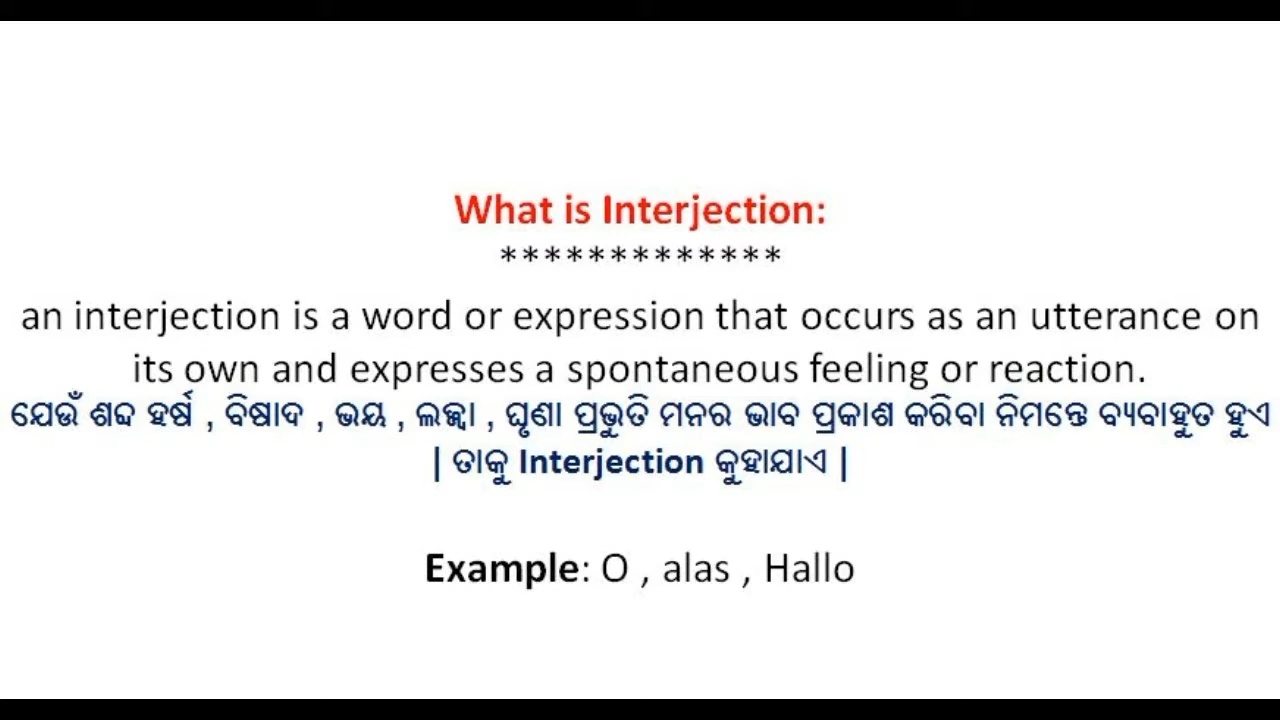 What is Interjection:
*************
an interjection is a word or expression that occurs as an utterance on
its own and expresses a spontaneous feeling or reaction.
ଯେଉଁ ଶବ୍ଦ ହର୍ଷ , ବିଷାଦ , ଭୟ , ଲଜ୍ଜା , ଘୃଣା ପ୍ରଭୁତି ମନର ଭାବ ପ୍ରକାଶ କରିବା ନିମନ୍ତେ ବ୍ୟବାହୁତ ହୁଏ
| ତାକୁ Interjection କୁହାଯାଏ |
Example: O , alas , Hallo